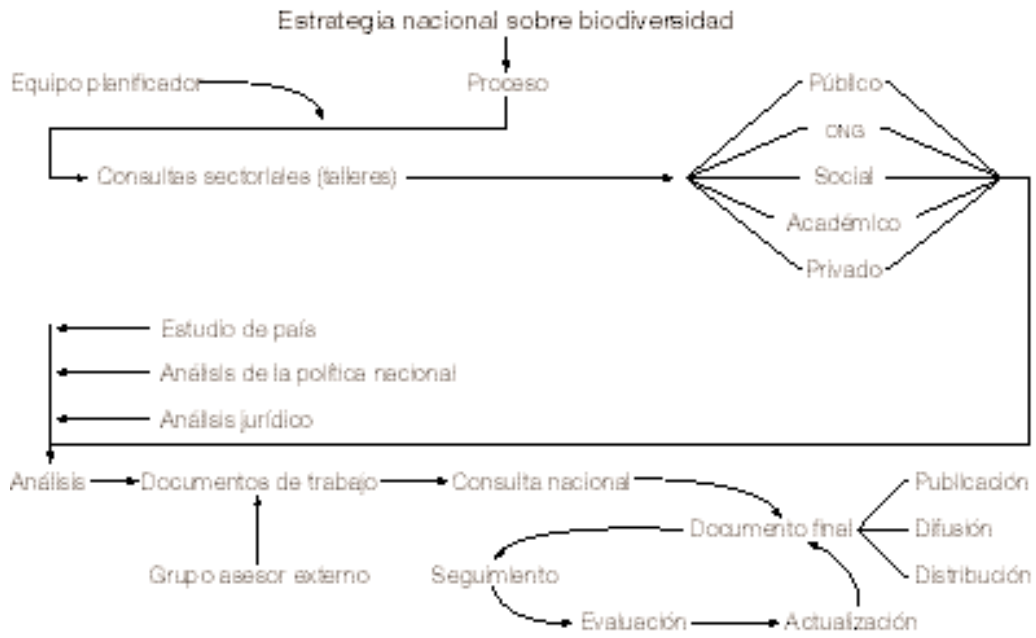 Estrategia nacional sobre biodiversidad
Equipo planificador
Proceso
Público
ONG
Consultas sectoriales (talleres)
Social
Académico
Privado
Estudio de país
Análisis de la política nacional
Análisis jurídico
Análisis
Documentos de trabajo
Consulta nacional
Publicación
Documento final
Difusión
Grupo asesor externo
Seguimiento
Distribución
Evaluación
Actualización